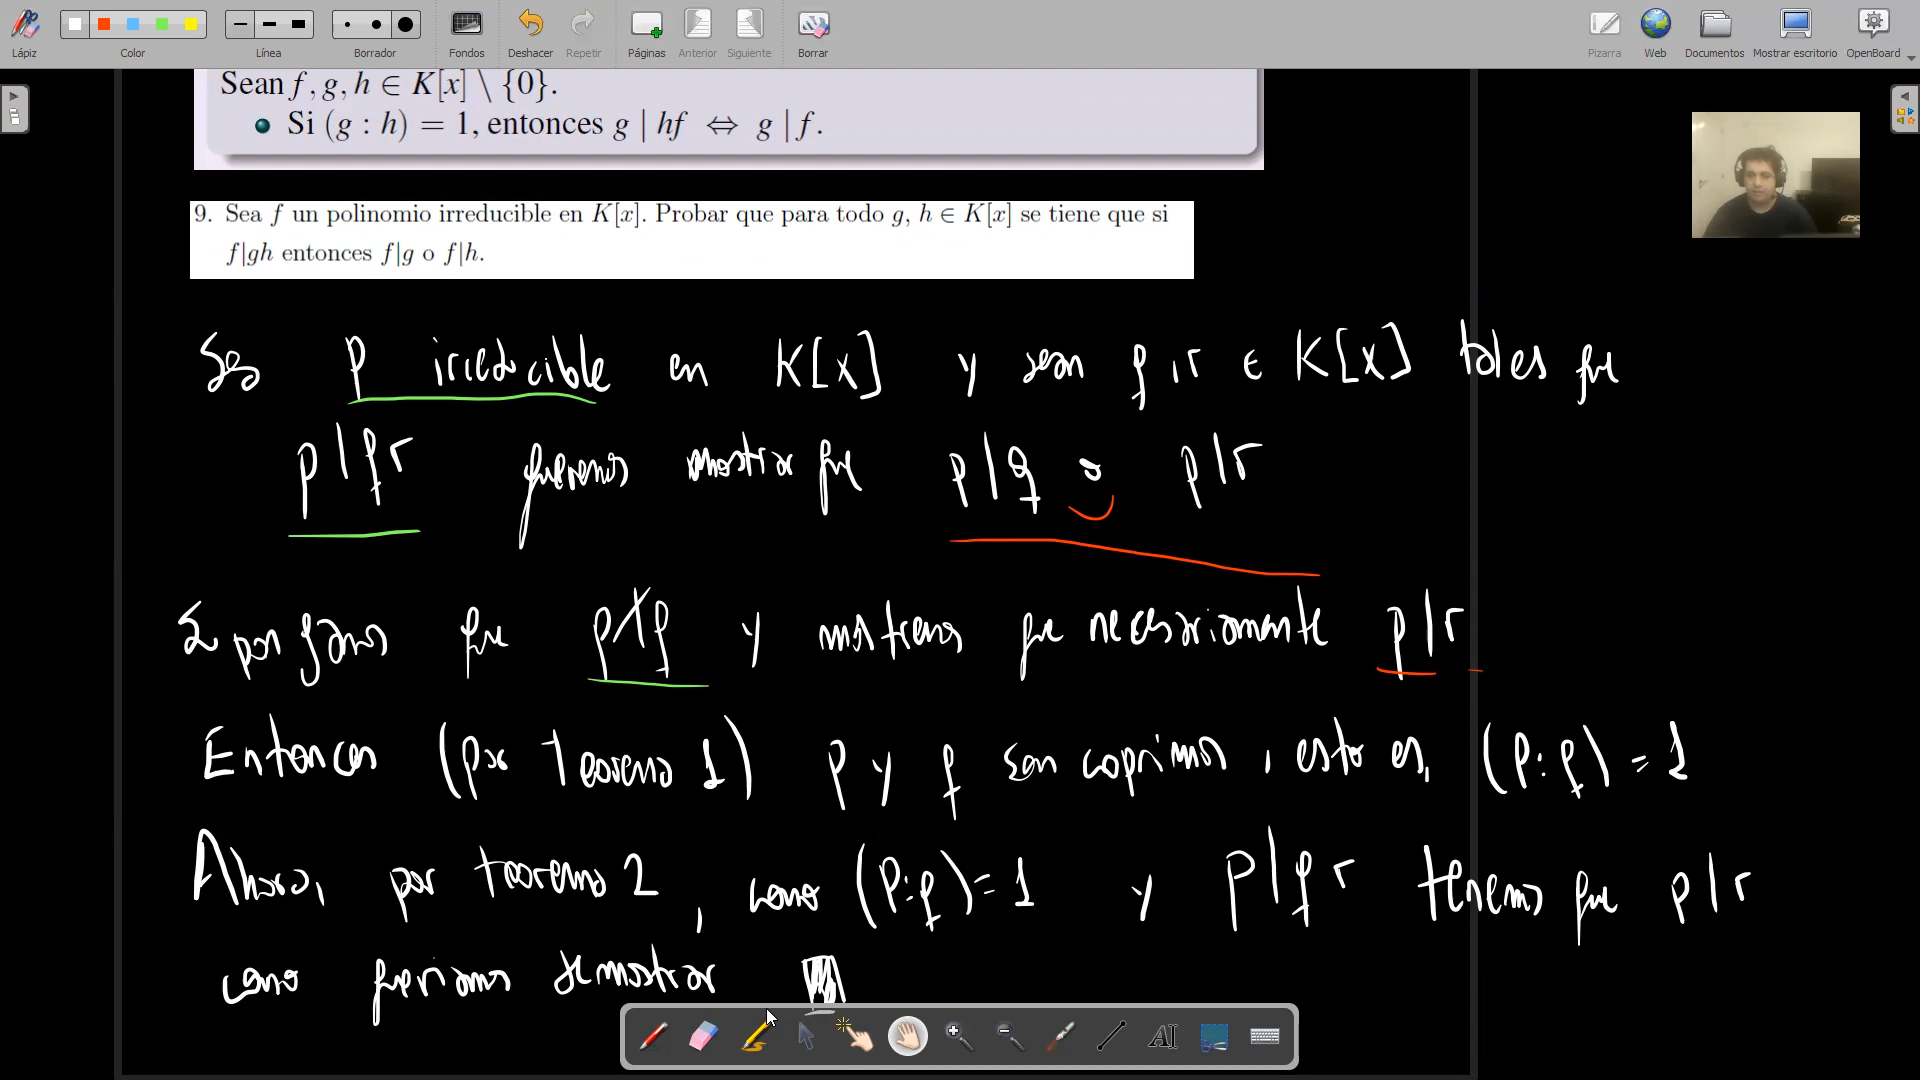 Lápiz
Color
Línea
Borrador
Fondos
Deshacer
Repetir
Páginas
Anterior
Siguiente
Borrar
Pizarra
Web
Documentos
Mostrar escritorio
OpenBoard
Sean f, g, h ∈ K[x] \ {0}.
• Si (g : h) = 1, entonces g | hf ⇔ g | f.
9. Sea f un polinomio irreducible en K[x]. Probar que para todo g, h ∈ K[x] se tiene que si
f|gh entonces f|g o f|h.
Sea p irreducible en K[x] y sean q, r ∈ K[x] tales que
p|qr queremos mostrar que p|q o p|r
Supongamos que p∤q y mostremos que necesariamente p|r
Entonces (por teorema 1) p y q son coprimos, esto es, (p:q) = 1
Ahora, por teorema 2, como (p:q) = 1 y p|qr tenemos que p|r
como queriamos demostrar